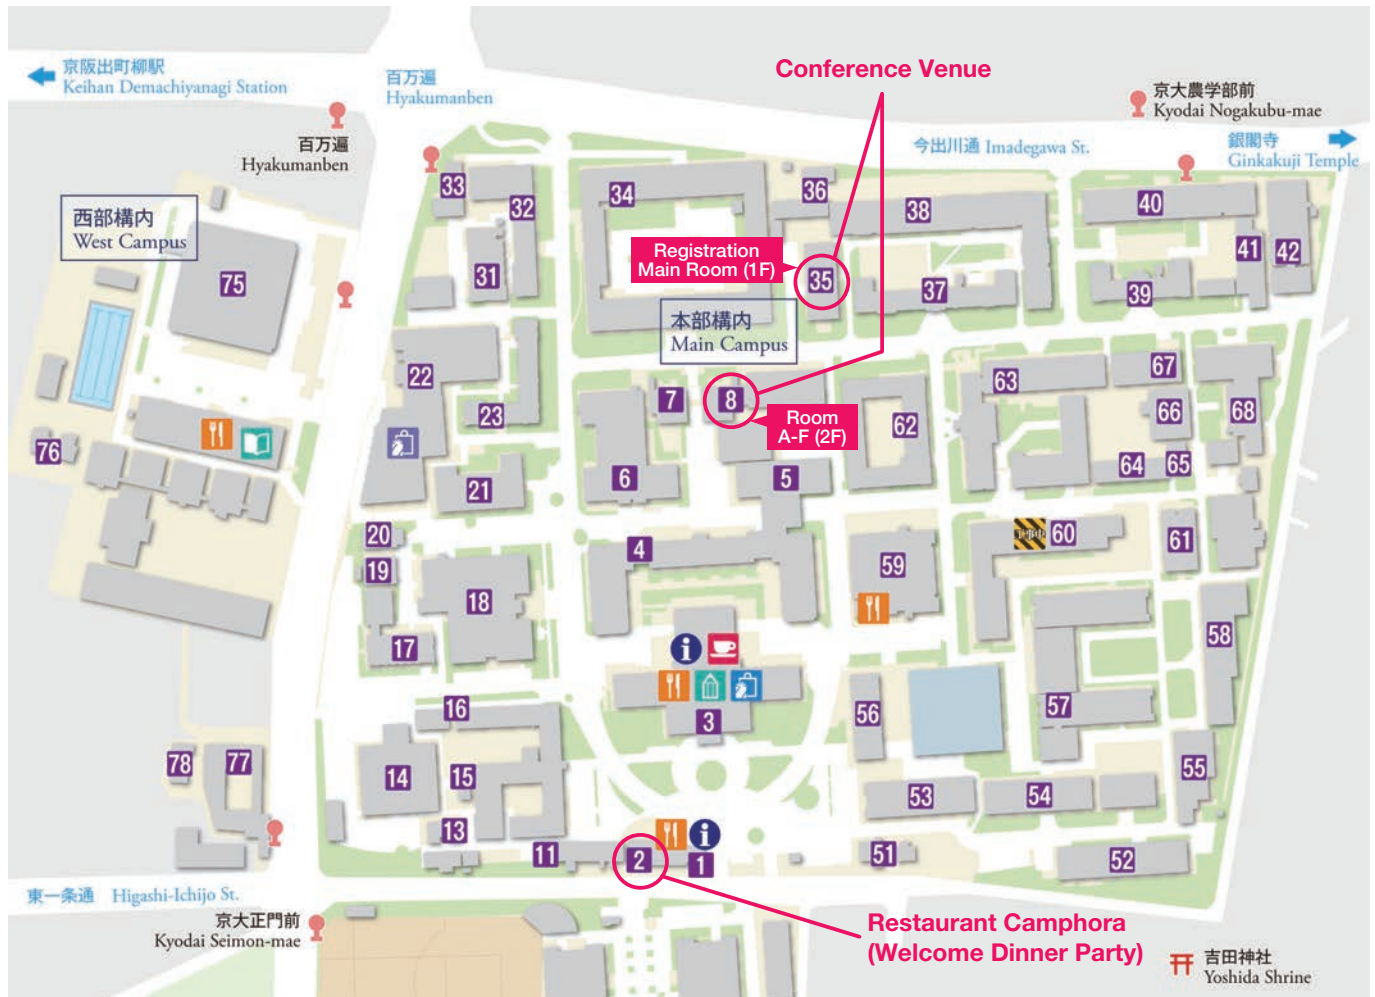 京阪出町柳駅
Keihan Demachiyanagi Station
百万遍
Hyakumanben
Conference Venue
京大農学部前
Kyodai Nogakubu-mae
百万遍
Hyakumanben
今出川通 Imadegawa St.
銀閣寺
Ginkakuji Temple
西部構内
West Campus
33
32
34
36
38
40
41
42
Registration
Main Room (1F)
35
31
75
37
39
本部構内
Main Campus
22
23
7
8
Room
A-F (2F)
62
63
67
66
68
76
21
6
5
64
65
20
4
60
61
19
18
59
17
58
16
3
56
57
78
77
14
15
53
54
55
13
11
2
1
51
52
東一条通 Higashi-Ichijo St.
京大正門前
Kyodai Seimon-mae
Restaurant Camphora
(Welcome Dinner Party)
吉田神社
Yoshida Shrine